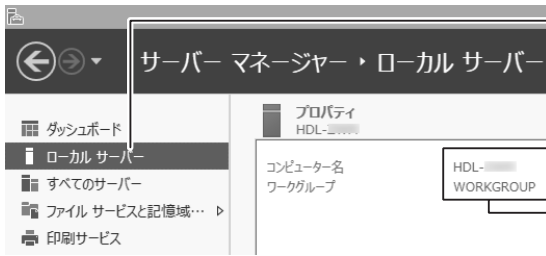 サーバー マネージャー ・ ローカル サーバー
ダッシュボード
ローカル サーバー
すべてのサーバー
ファイル サービスと記憶域…
印刷サービス
プロパティ
HDL-
コンピューター名 HDL-
ワークグループ WORKGROUP